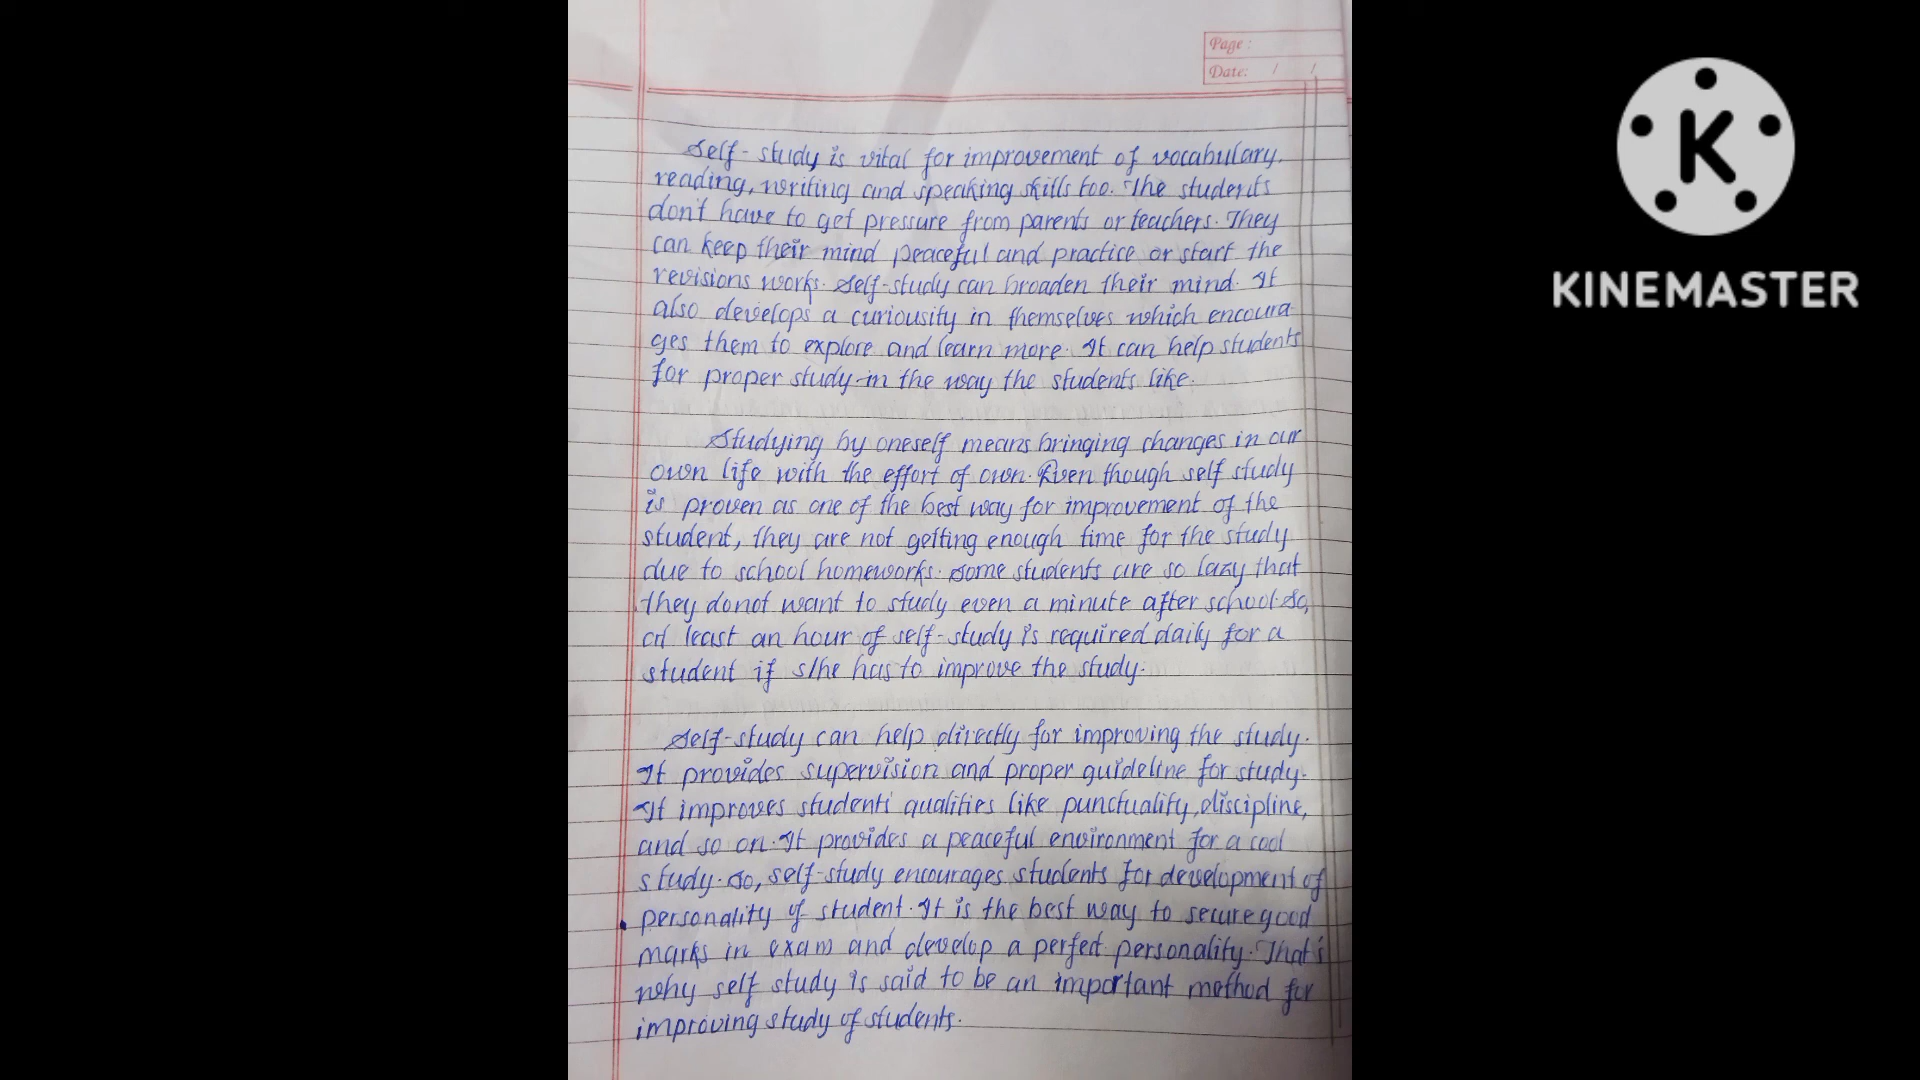 Page :
Date: / /
KINEMASTER
Self-study is vital for improvement of vocabulary,
reading, writing and speaking skills too. The students
don't have to get pressure from parents or teachers. They
can keep their mind peaceful and practice or start the
revisions works. Self-study can broaden their mind. It
also develops a curiousity in themselves which encoura-
ges them to explore and learn more. It can help students
for proper study in the way the students like.
Studying by oneself means bringing changes in our
own life with the effort of own. Even though self study
is proven as one of the best way for improvement of the
student, they are not getting enough time for the study
due to school homeworks. Some students are so lazy that
they donot want to study even a minute after school. So,
at least an hour of self-study is required daily for a
student if s/he has to improve the study.
Self-study can help directly for improving the study.
It provides supervision and proper guideline for study.
It improves students' qualities like punctuality, discipline,
and so on. It provides a peaceful environment for a cool
study. So, self-study encourages students for development of
personality of student. It is the best way to secure good
marks in exam and develop a perfect personality. That's
why self study is said to be an important method for
improving study of students.